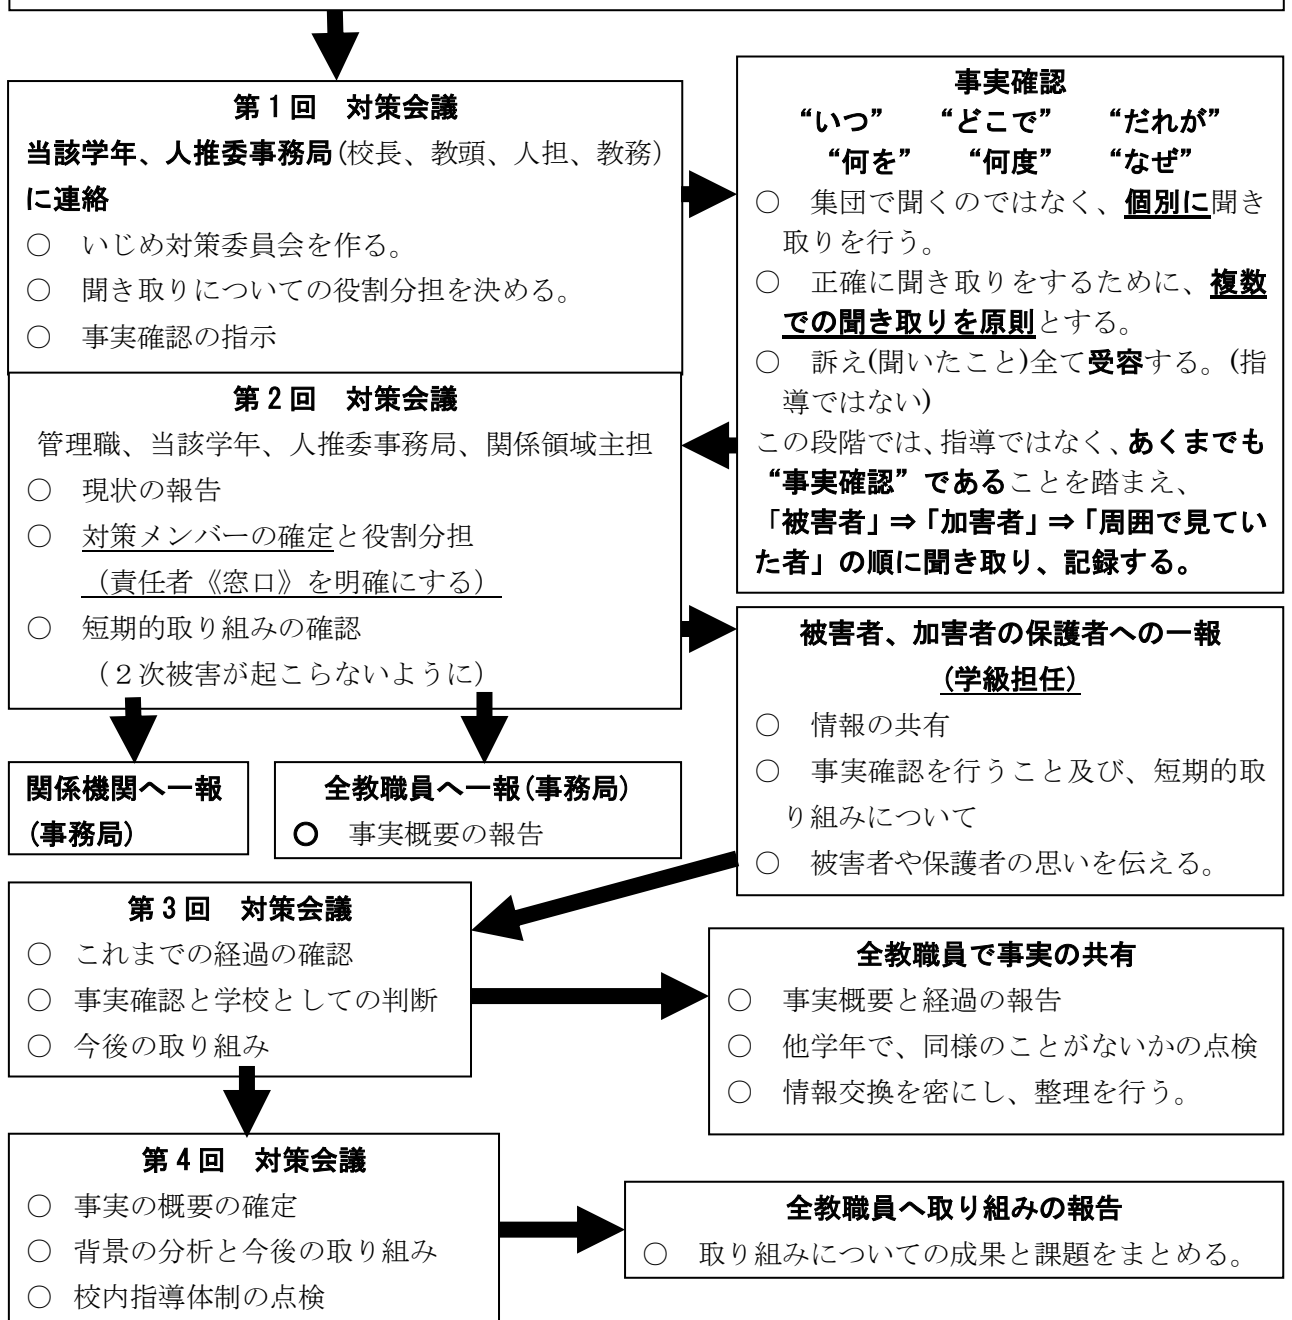 第１回　対策会議
当該学年、人推委事務局(校長、教頭、人担、教務)
に連絡
○　いじめ対策委員会を作る。
○　聞き取りについての役割分担を決める。
○　事実確認の指示
事実確認
“いつ”　“どこで”　“だれが”
“何を”　“何度”　“なぜ”
○　集団で聞くのではなく、個別に聞き
取りを行う。
○　正確に聞き取りをするために、複数
での聞き取りを原則とする。
○　訴え(聞いたこと)全て受容する。(指
導ではない)
この段階では、指導ではなく、あくまでも
“事実確認”であることを踏まえ、
「被害者」⇒「加害者」⇒「周囲で見てい
た者」の順に聞き取り、記録する。
第２回　対策会議
管理職、当該学年、人推委事務局、関係領域主担
○　現状の報告
○　対策メンバーの確定と役割分担
（責任者《窓口》を明確にする）
○　短期的取り組みの確認
（２次被害が起こらないように）
被害者、加害者の保護者への一報
(学級担任)
○　情報の共有
○　事実確認を行うこと及び、短期的取
り組みについて
○　被害者や保護者の思いを伝える。
関係機関へ一報
(事務局)
全教職員へ一報(事務局)
○　事実概要の報告
第３回　対策会議
○　これまでの経過の確認
○　事実確認と学校としての判断
○　今後の取り組み
全教職員で事実の共有
○　事実概要と経過の報告
○　他学年で、同様のことがないかの点検
○　情報交換を密にし、整理を行う。
第４回　対策会議
○　事実の概要の確定
○　背景の分析と今後の取り組み
○　校内指導体制の点検
全教職員へ取り組みの報告
○　取り組みについての成果と課題をまとめる。